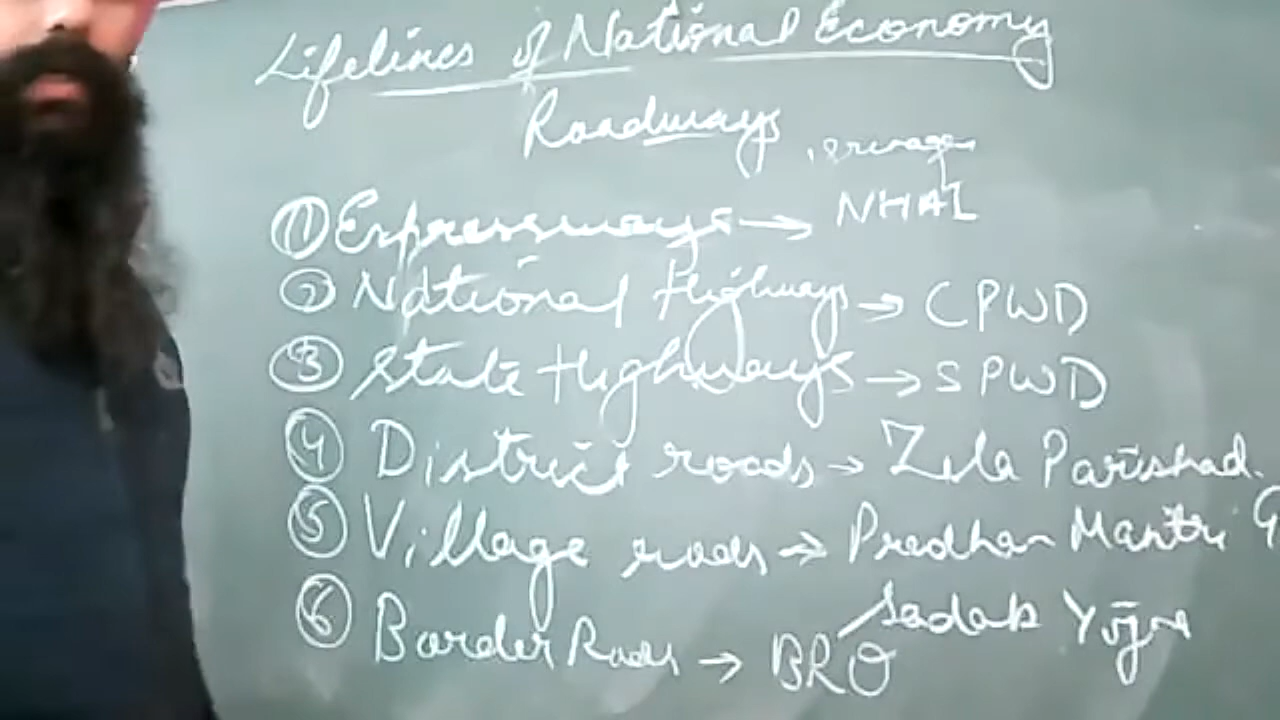 Lifelines of National Economy
Roadways
① Expressways → NHAI
② National Highways → CPWD
③ State Highways → SPWD
④ District roads → Zila Parishad.
⑤ Village roads → Pradhan Mantri G
Sadak Yojna
⑥ Border Roads → BRO